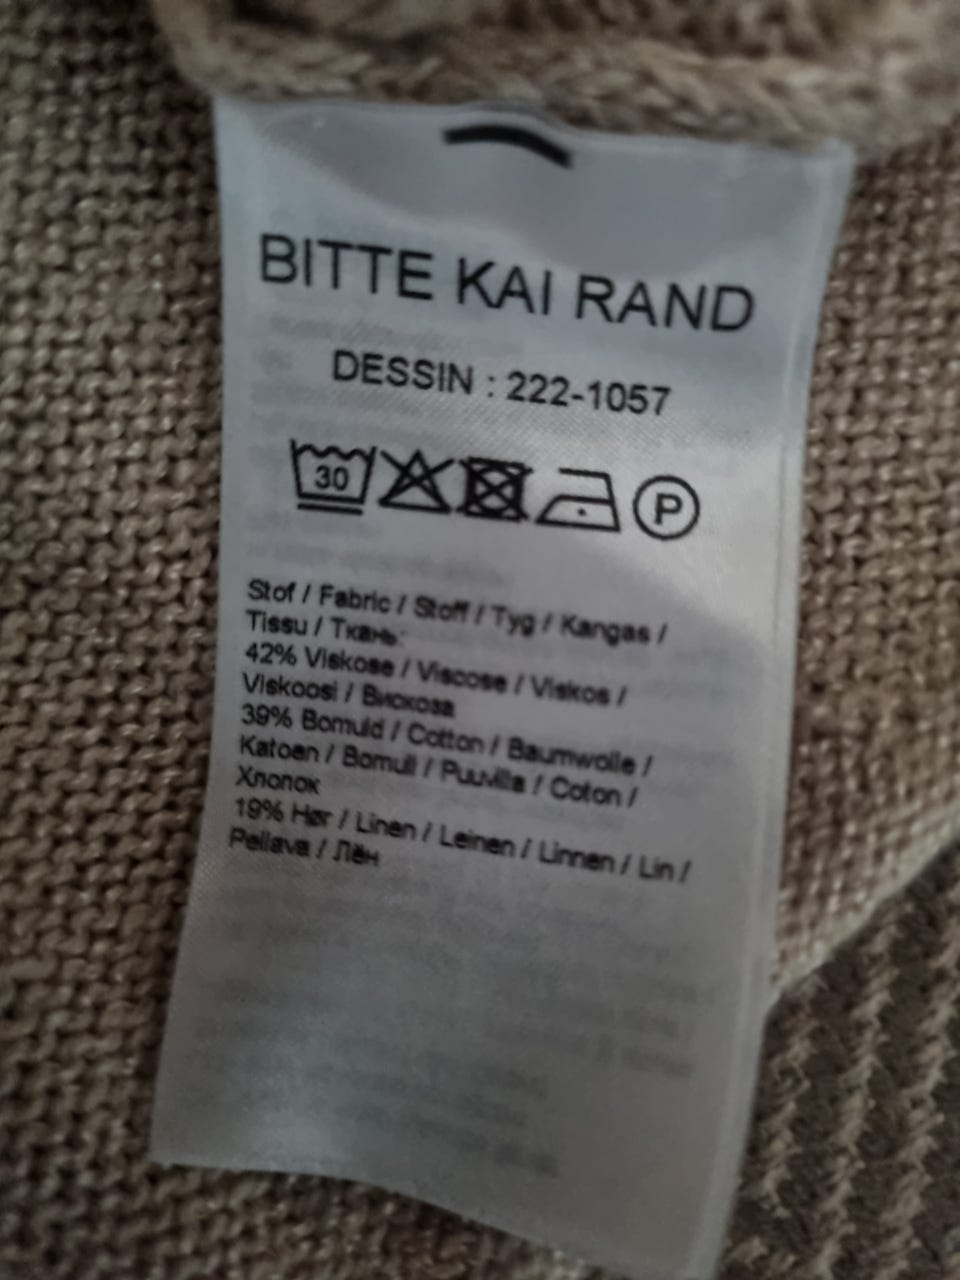 BITTE KAI RAND
DESSIN : 222-1057
30
P
Stof / Fabric / Stoff / Tyg / Kangas /
Tissu / Ткань:
42% Viskose / Viscose / Viskos /
Viskoosi / Вискоза
39% Bomuld / Cotton / Baumwolle /
Katoen / Bomull / Puuvilla / Coton /
Хлопок
19% Hør / Linen / Leinen / Linnen / Lin /
Pellava / Лён